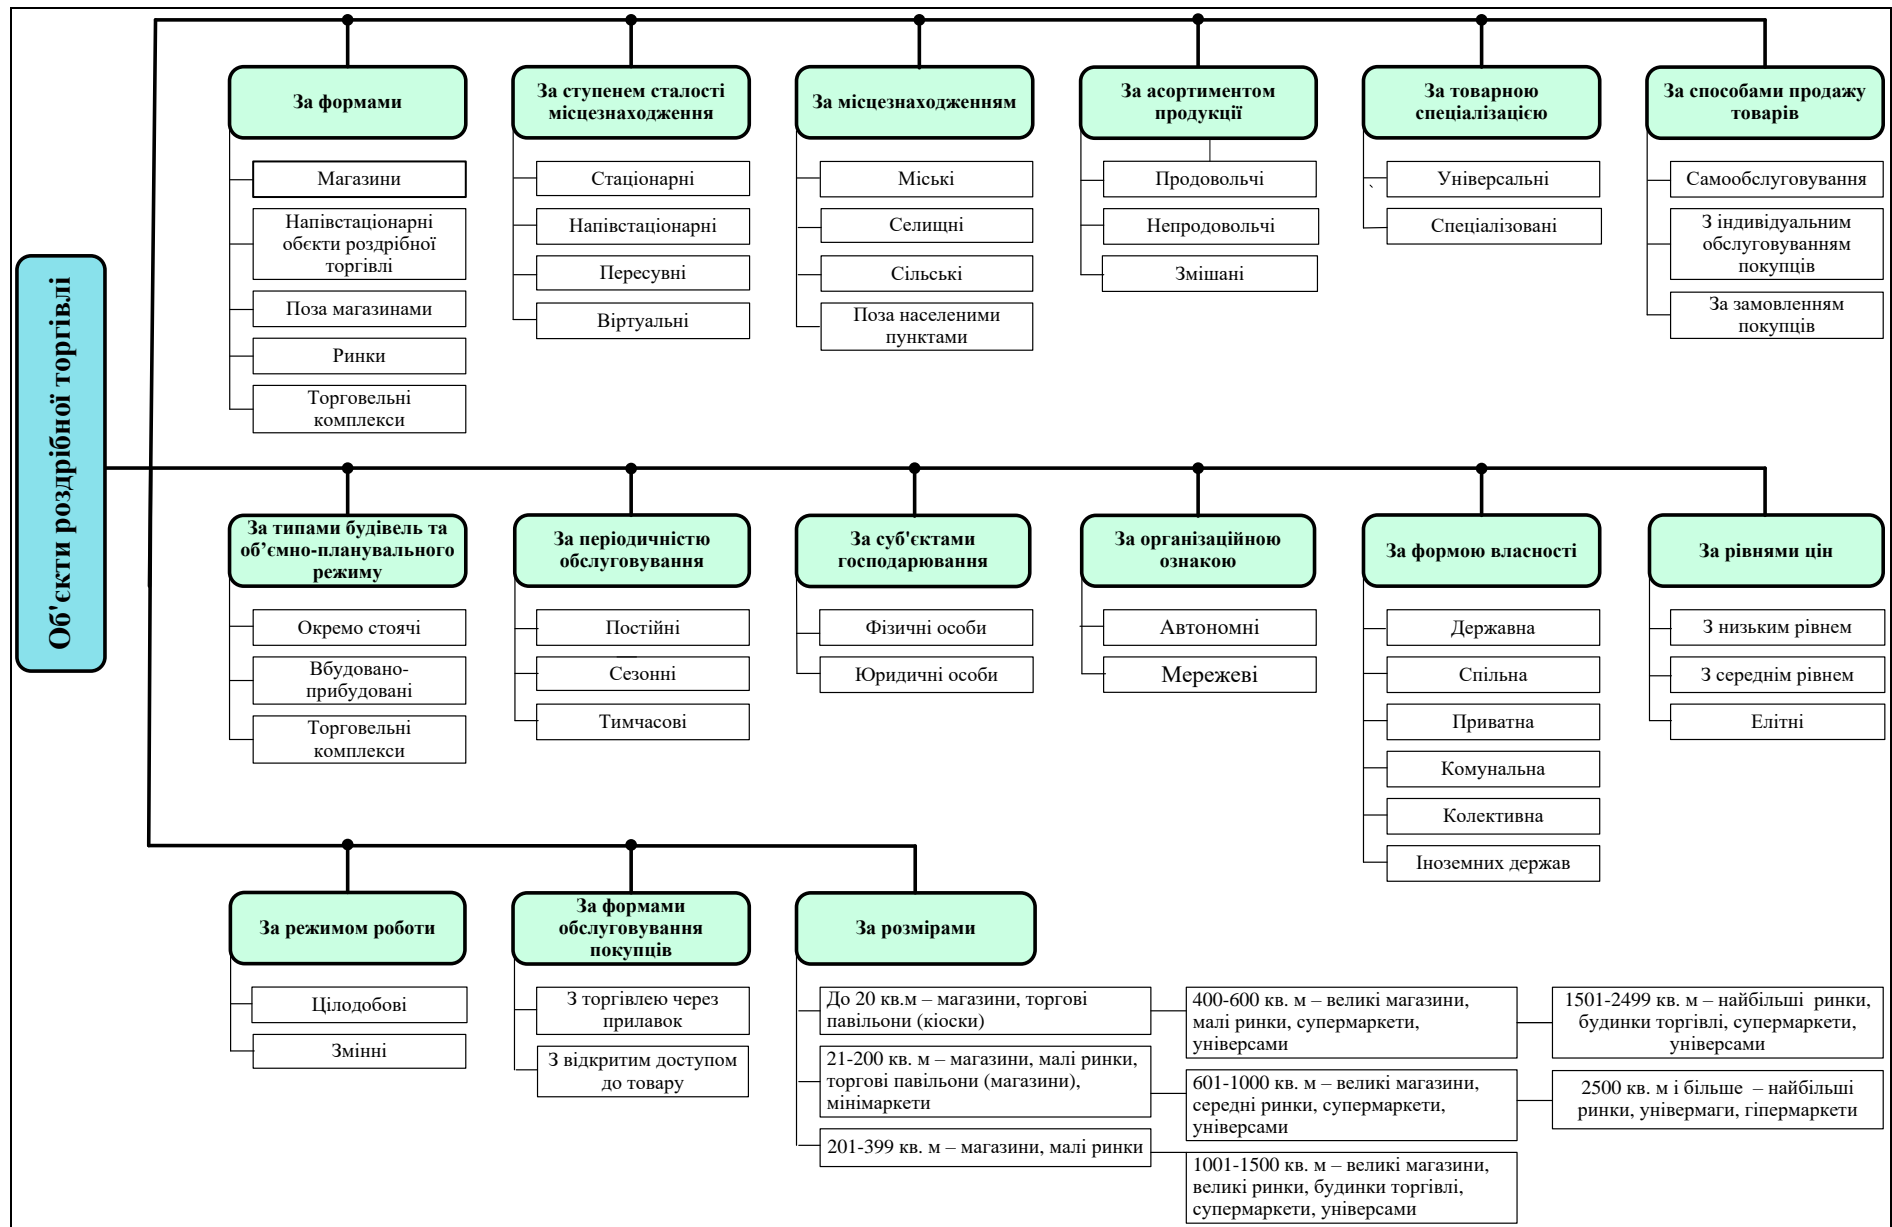 Об'єкти роздрібної торгівлі
За формами
Магазини
Напівстаціонарні
обєкти роздрібної
торгівлі
Поза магазинами
Ринки
Торговельні
комплекси
За ступенем сталості
місцезнаходження
Стаціонарні
Напівстаціонарні
Пересувні
Віртуальні
За місцезнаходженням
Міські
Селищні
Сільські
Поза населеними
пунктами
За асортиментом
продукції
Продовольчі
Непродовольчі
Змішані
За товарною
спеціалізацією
Універсальні
Спеціалізовані
За способами продажу
товарів
Самообслуговування
З індивідуальним
обслуговуванням
покупців
За замовленням
покупців
За типами будівель та
об’ємно-планувального
режиму
Окремо стоячі
Вбудовано-
прибудовані
Торговельні
комплекси
За періодичністю
обслуговування
Постійні
Сезонні
Тимчасові
За суб'єктами
господарювання
Фізичні особи
Юридичні особи
За організаційною
ознакою
Автономні
Мережеві
За формою власності
Державна
Спільна
Приватна
Комунальна
Колективна
Іноземних держав
За рівнями цін
З низьким рівнем
З середнім рівнем
Елітні
За режимом роботи
Цілодобові
Змінні
За формами
обслуговування
покупців
З торгівлею через
прилавок
З відкритим доступом
до товару
За розмірами
До 20 кв.м – магазини, торгові
павільони (кіоски)
21-200 кв. м – магазини, малі ринки,
торгові павільони (магазини),
мінімаркети
201-399 кв. м – магазини, малі ринки
400-600 кв. м – великі магазини,
малі ринки, супермаркети,
універсами
601-1000 кв. м – великі магазини,
середні ринки, супермаркети,
універсами
1001-1500 кв. м – великі магазини,
великі ринки, будинки торгівлі,
супермаркети, універсами
1501-2499 кв. м – найбільші ринки,
будинки торгівлі, супермаркети,
універсами
2500 кв. м і більше – найбільші
ринки, універмаги, гіпермаркети